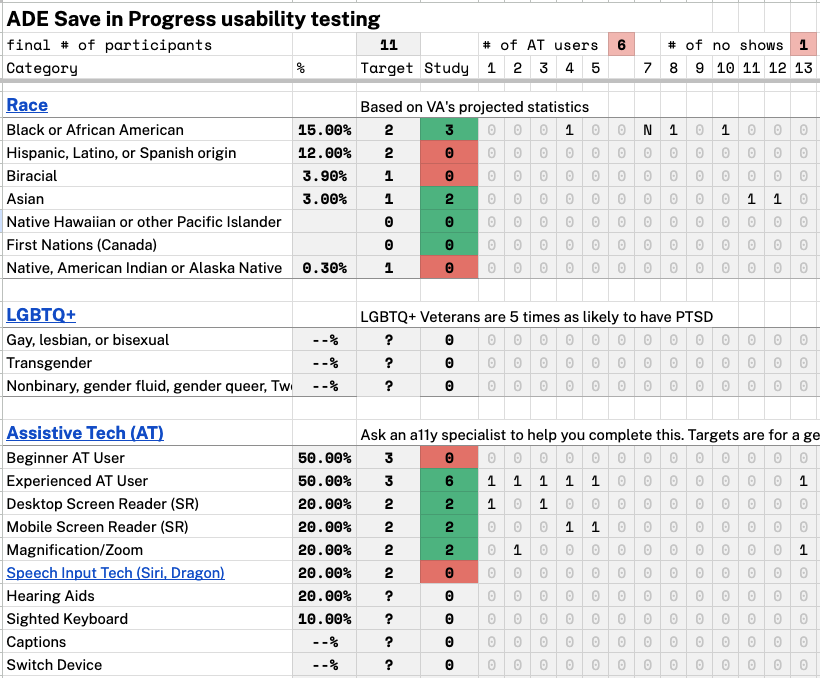 ADE Save in Progress usability testing
final # of participants 11 # of AT users 6 # of no shows 1
Category % Target Study 1 2 3 4 5 7 8 9 10 11 12 13
Race Based on VA's projected statistics
Black or African American 15.00% 2 3 0 0 0 1 0 0 N 1 0 1 0 0 0
Hispanic, Latino, or Spanish origin 12.00% 2 0 0 0 0 0 0 0 0 0 0 0 0 0 0
Biracial 3.90% 1 0 0 0 0 0 0 0 0 0 0 0 0 0 0
Asian 3.00% 1 2 0 0 0 0 0 0 0 0 0 0 1 1 0
Native Hawaiian or other Pacific Islander 0 0 0 0 0 0 0 0 0 0 0 0 0 0 0
First Nations (Canada) 0 0 0 0 0 0 0 0 0 0 0 0 0 0 0
Native, American Indian or Alaska Native 0.30% 1 0 0 0 0 0 0 0 0 0 0 0 0 0 0
LGBTQ+ LGBTQ+ Veterans are 5 times as likely to have PTSD
Gay, lesbian, or bisexual --% ? 0 0 0 0 0 0 0 0 0 0 0 0 0 0
Transgender --% ? 0 0 0 0 0 0 0 0 0 0 0 0 0 0
Nonbinary, gender fluid, gender queer, Tw --% ? 0 0 0 0 0 0 0 0 0 0 0 0 0 0
Assistive Tech (AT) Ask an a11y specialist to help you complete this. Targets are for a ge
Beginner AT User 50.00% 3 0 0 0 0 0 0 0 0 0 0 0 0 0 0
Experienced AT User 50.00% 3 6 1 1 1 1 1 0 0 0 0 0 0 0 1
Desktop Screen Reader (SR) 20.00% 2 2 1 0 1 0 0 0 0 0 0 0 0 0 0
Mobile Screen Reader (SR) 20.00% 2 2 0 0 0 1 1 0 0 0 0 0 0 0 0
Magnification/Zoom 20.00% 2 2 0 1 0 0 0 0 0 0 0 0 0 0 1
Speech Input Tech (Siri, Dragon) 20.00% 2 0 0 0 0 0 0 0 0 0 0 0 0 0 0
Hearing Aids 20.00% ? 0 0 0 0 0 0 0 0 0 0 0 0 0 0
Sighted Keyboard 10.00% ? 0 0 0 0 0 0 0 0 0 0 0 0 0 0
Captions --% ? 0 0 0 0 0 0 0 0 0 0 0 0 0 0
Switch Device --% ? 0 0 0 0 0 0 0 0 0 0 0 0 0 0